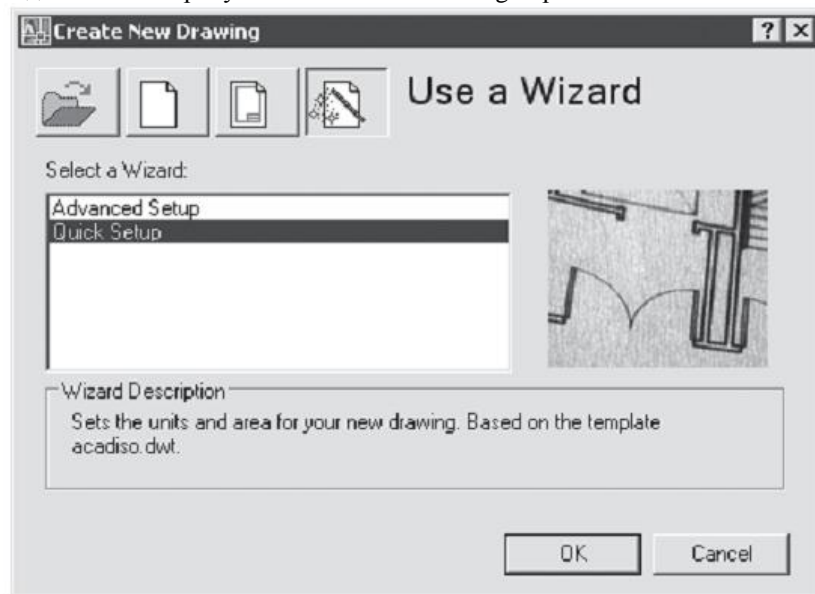 Create New Drawing
Use a Wizard
Select a Wizard:
Advanced Setup
Quick Setup
Wizard Description
Sets the units and area for your new drawing. Based on the template
acadiso.dwt.
OK Cancel